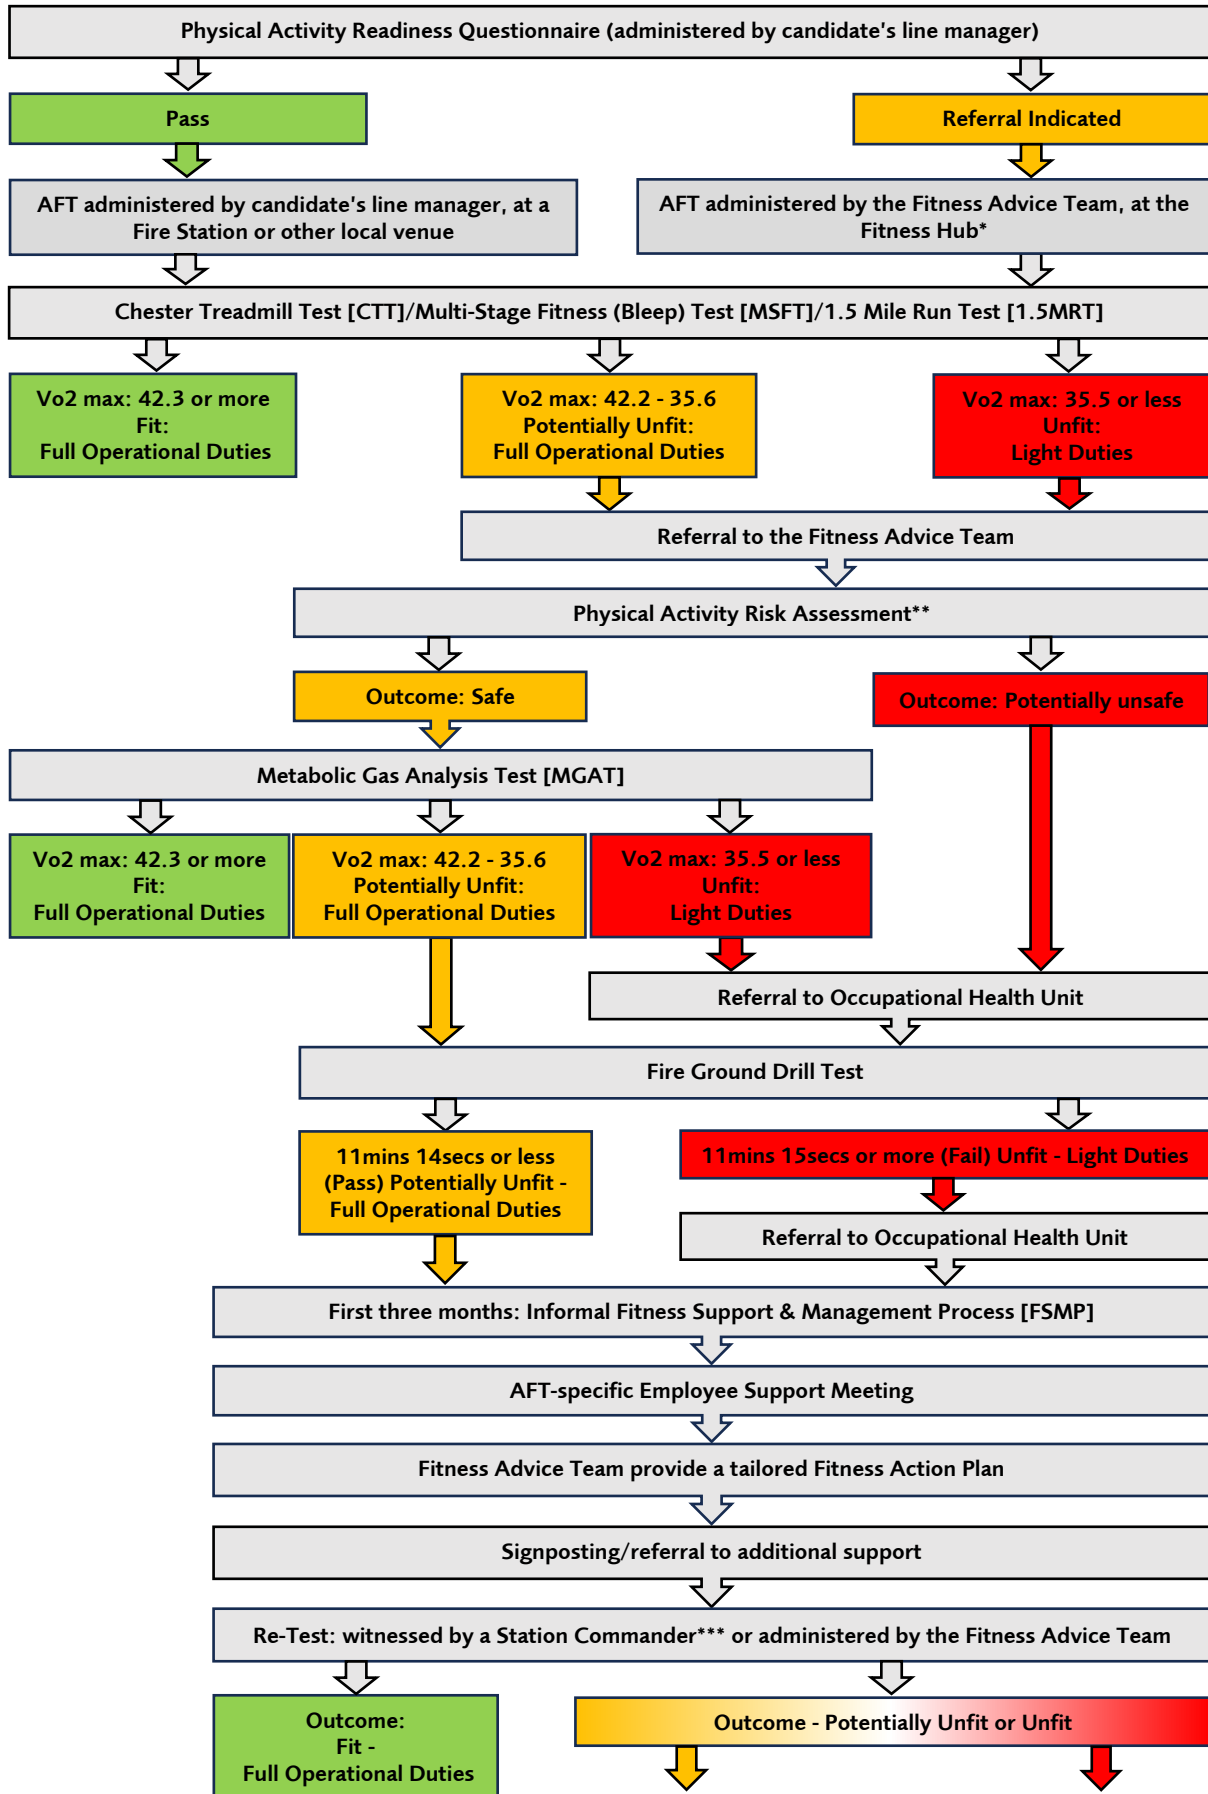 Physical Activity Readiness Questionnaire (administered by candidate's line manager)
Pass
Referral Indicated
AFT administered by candidate's line manager, at a
Fire Station or other local venue
AFT administered by the Fitness Advice Team, at the
Fitness Hub*
Chester Treadmill Test [CTT]/Multi-Stage Fitness (Bleep) Test [MSFT]/1.5 Mile Run Test [1.5MRT]
Vo2 max: 42.3 or more
Fit:
Full Operational Duties
Vo2 max: 42.2 - 35.6
Potentially Unfit:
Full Operational Duties
Vo2 max: 35.5 or less
Unfit:
Light Duties
Referral to the Fitness Advice Team
Physical Activity Risk Assessment**
Outcome: Safe
Outcome: Potentially unsafe
Metabolic Gas Analysis Test [MGAT]
Vo2 max: 42.3 or more
Fit:
Full Operational Duties
Vo2 max: 42.2 - 35.6
Potentially Unfit:
Full Operational Duties
Vo2 max: 35.5 or less
Unfit:
Light Duties
Referral to Occupational Health Unit
Fire Ground Drill Test
11mins 14secs or less
(Pass) Potentially Unfit -
Full Operational Duties
11mins 15secs or more (Fail) Unfit - Light Duties
Referral to Occupational Health Unit
First three months: Informal Fitness Support & Management Process [FSMP]
AFT-specific Employee Support Meeting
Fitness Advice Team provide a tailored Fitness Action Plan
Signposting/referral to additional support
Re-Test: witnessed by a Station Commander*** or administered by the Fitness Advice Team
Outcome:
Fit -
Full Operational Duties
Outcome - Potentially Unfit or Unfit